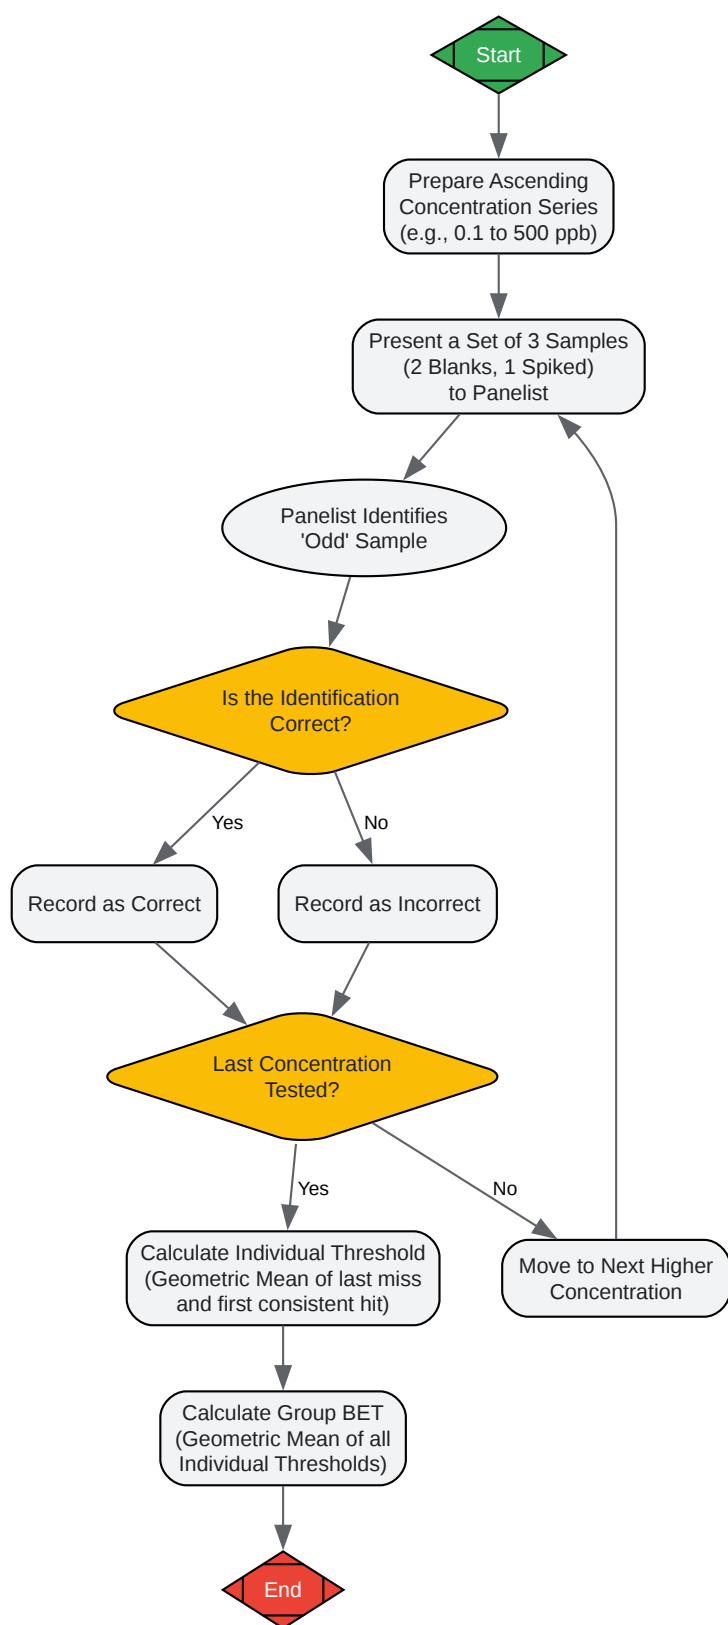 Start
Prepare Ascending
Concentration Series
(e.g., 0.1 to 500 ppb)
Present a Set of 3 Samples
(2 Blanks, 1 Spiked)
to Panelist
Panelist Identifies
'Odd' Sample
Is the Identification
Correct?
Yes
No
Record as Correct
Record as Incorrect
Last Concentration
Tested?
Yes
No
Calculate Individual Threshold
(Geometric Mean of last miss
and first consistent hit)
Move to Next Higher
Concentration
Calculate Group BET
(Geometric Mean of all
Individual Thresholds)
End